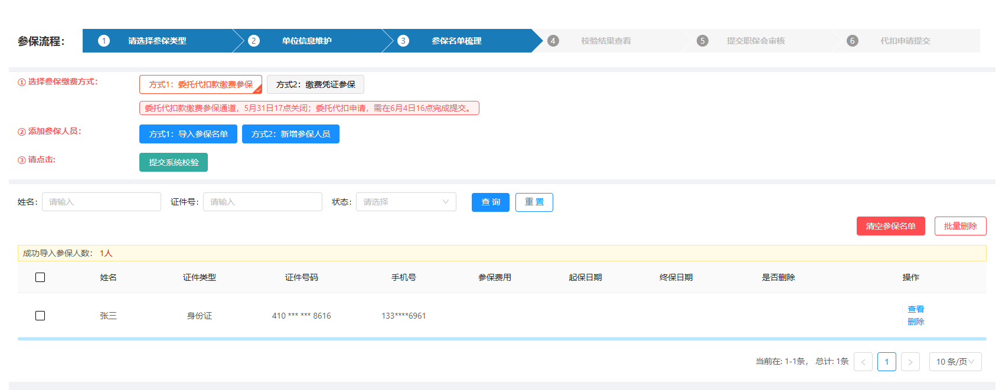 参保流程：
1 请选择参保类型 2 单位信息维护 3 参保名单梳理 4 校验结果查看 5 提交职保会审核 6 代扣申请提交
① 选择参保缴费方式： 方式1：委托代扣款缴费参保 方式2：缴费凭证参保
委托代扣款缴费参保通道，5月31日17点关闭；委托代扣申请，需在6月4日16点完成提交。
② 添加参保人员： 方式1：导入参保名单 方式2：新增参保人员
③ 请点击: 提交系统校验
姓名： 请输入 证件号： 请输入 状态： 请选择 查 询 重 置
清空参保名单 批量删除
成功导入参保人数： 1人
姓名 证件类型 证件号码 手机号 参保费用 起保日期 终保日期 是否删除 操作
张三 身份证 410 *** *** 8616 133****6961 查看
删除
当前在: 1-1条， 总计: 1条 < 1 > 10 条/页